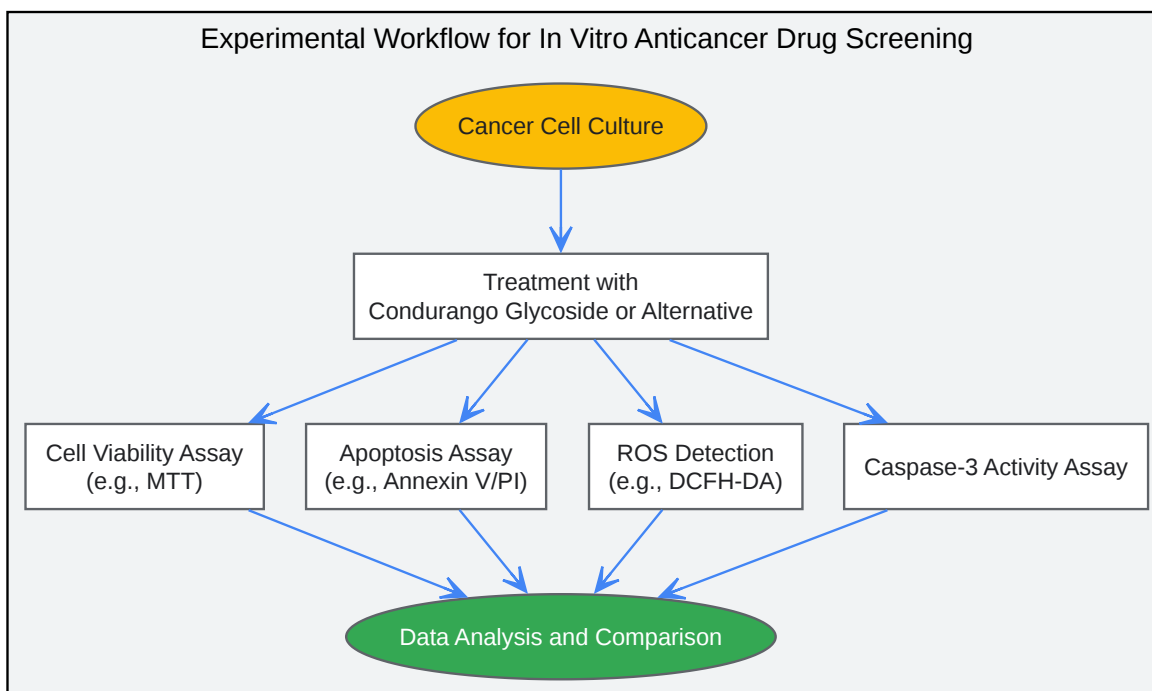 Experimental Workflow for In Vitro Anticancer Drug Screening
Cancer Cell Culture
Treatment with
Condurango Glycoside or Alternative
Cell Viability Assay
(e.g., MTT)
Apoptosis Assay
(e.g., Annexin V/PI)
ROS Detection
(e.g., DCFH-DA)
Caspase-3 Activity Assay
Data Analysis and Comparison